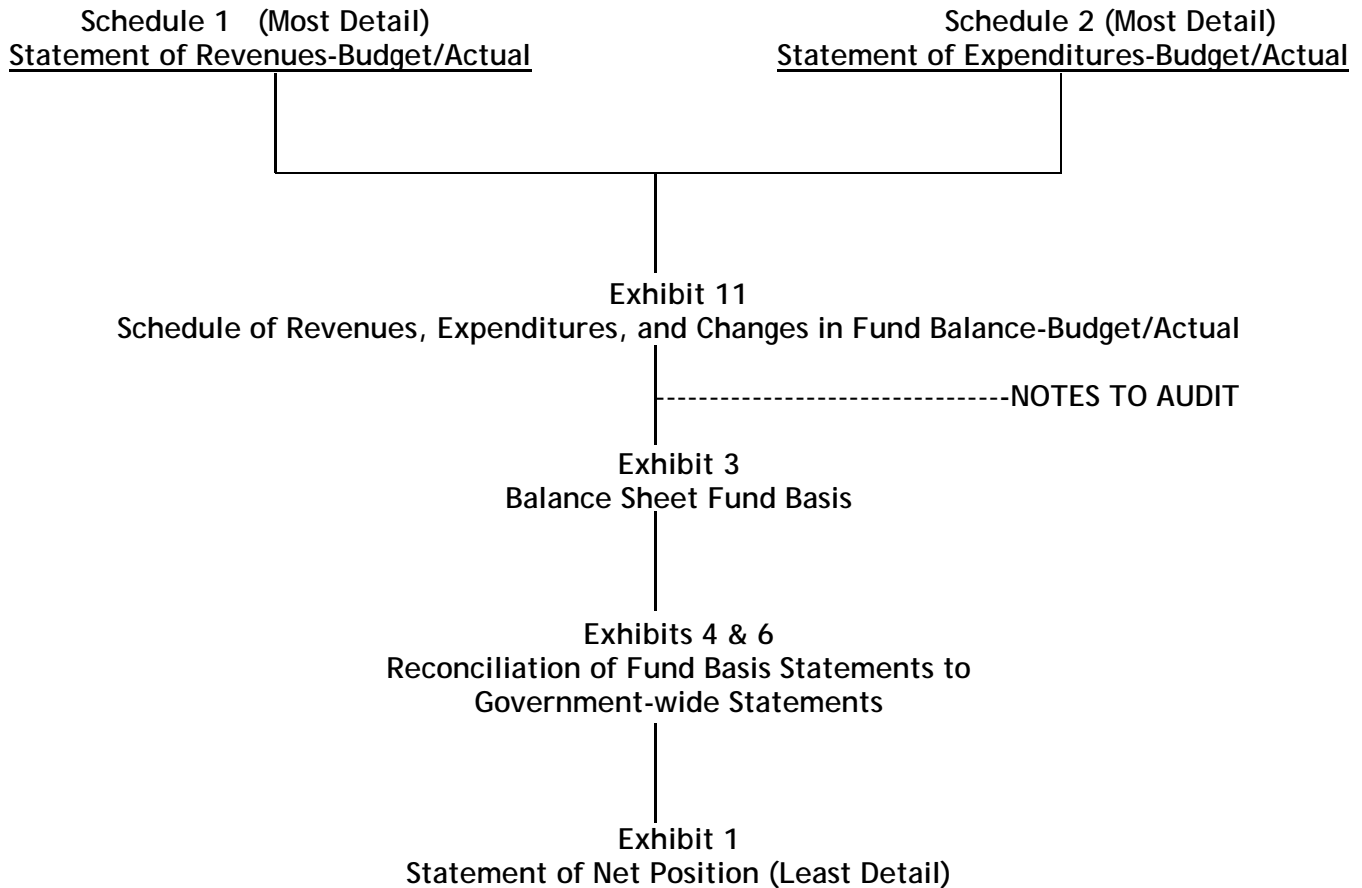 Schedule 1 (Most Detail)
Statement of Revenues-Budget/Actual
Schedule 2 (Most Detail)
Statement of Expenditures-Budget/Actual
Exhibit 11
Schedule of Revenues, Expenditures, and Changes in Fund Balance-Budget/Actual
---------------------------------NOTES TO AUDIT
Exhibit 3
Balance Sheet Fund Basis
Exhibits 4 & 6
Reconciliation of Fund Basis Statements to
Government-wide Statements
Exhibit 1
Statement of Net Position (Least Detail)